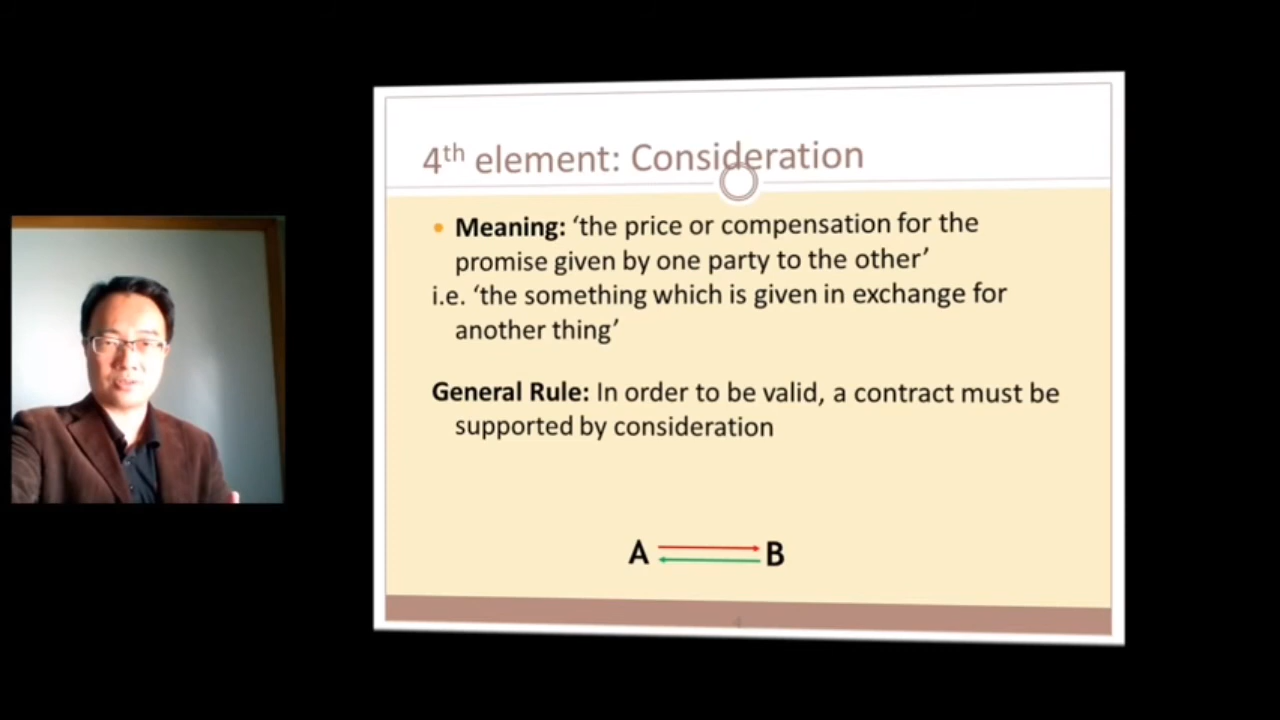 4th element: Consideration
• Meaning: ‘the price or compensation for the
promise given by one party to the other’
i.e. ‘the something which is given in exchange for
another thing’
General Rule: In order to be valid, a contract must be
supported by consideration
A B
4